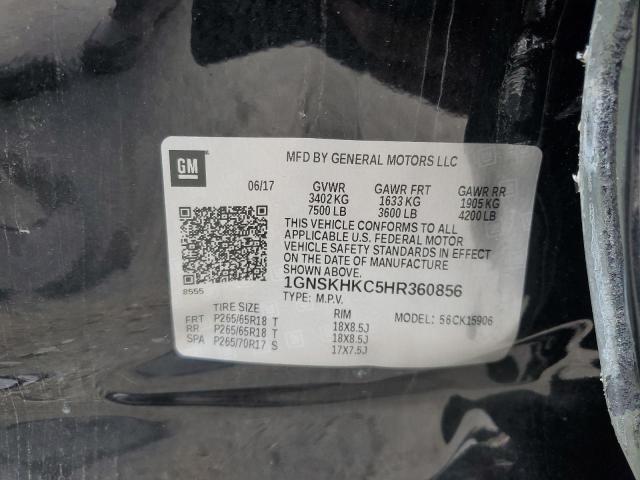 GM
MFD BY GENERAL MOTORS LLC
06/17 GVWR GAWR FRT GAWR RR
3402 KG 1633 KG 1905 KG
7500 LB 3600 LB 4200 LB
THIS VEHICLE CONFORMS TO ALL
APPLICABLE U.S. FEDERAL MOTOR
VEHICLE SAFETY STANDARDS IN EFFECT
ON THE DATE OF MANUFACTURE
SHOWN ABOVE.
8555
1GNSKHKC5HR360856
TYPE: M.P.V.
TIRE SIZE RIM MODEL: 56CK15906
FRT P265/65R18 T 18X8.5J
RR P265/65R18 T 18X8.5J
SPA P265/70R17 S 17X7.5J